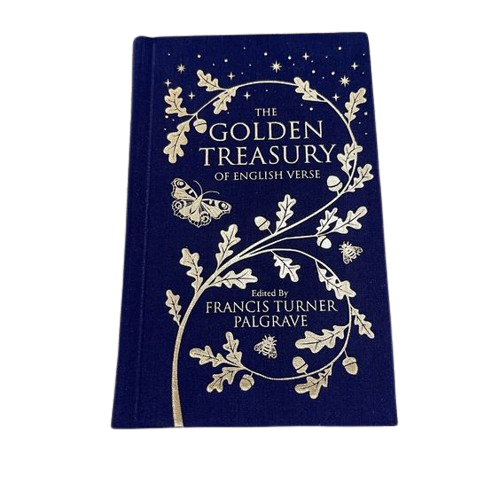 THE
GOLDEN
TREASURY
OF ENGLISH VERSE
Edited By
FRANCIS TURNER
PALGRAVE